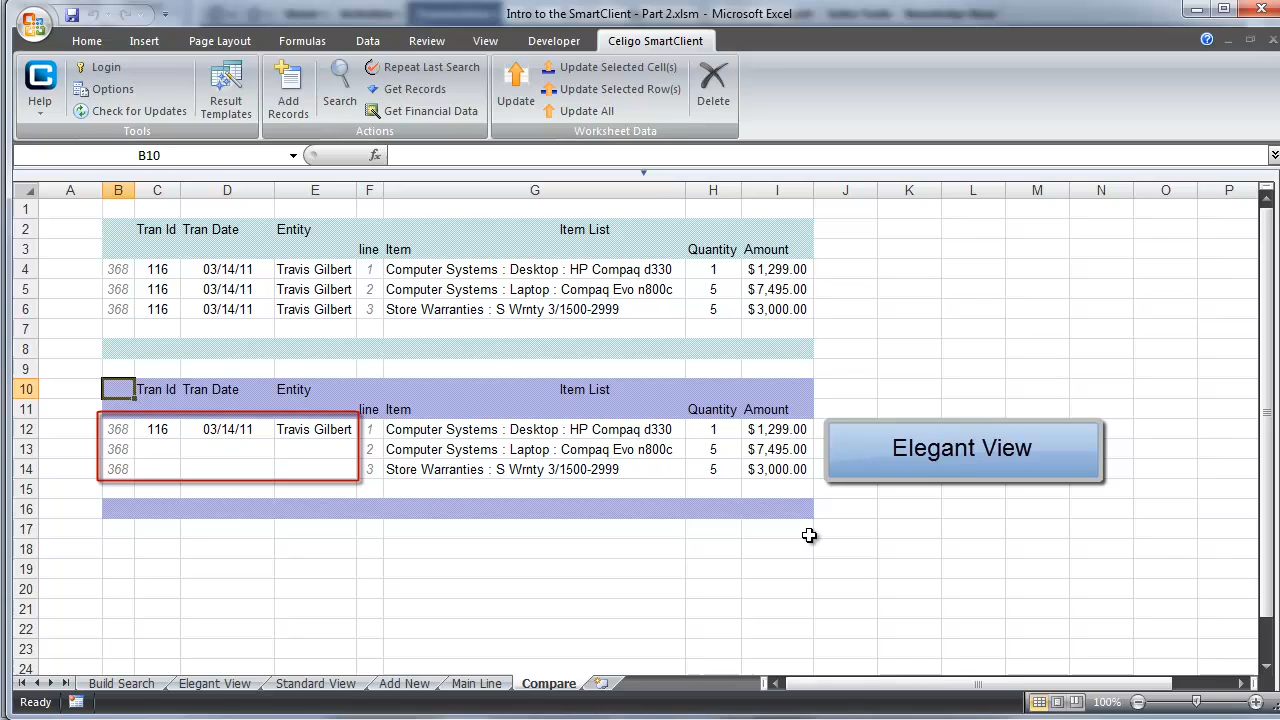 Intro to the SmartClient - Part 2.xlsm - Microsoft Excel
Home Insert Page Layout Formulas Data Review View Developer Celigo SmartClient
Help
Login
Options
Check for Updates
Result Templates
Tools
Add Records
Search
Repeat Last Search
Get Records
Get Financial Data
Actions
Update
Update Selected Cell(s)
Update Selected Row(s)
Update All
Delete
Worksheet Data
B10 fx
A B C D E F G H I J K L M N O P
1
2 Tran Id Tran Date Entity Item List
3 line Item Quantity Amount
4 368 116 03/14/11 Travis Gilbert 1 Computer Systems : Desktop : HP Compaq d330 1 $ 1,299.00
5 368 116 03/14/11 Travis Gilbert 2 Computer Systems : Laptop : Compaq Evo n800c 5 $ 7,495.00
6 368 116 03/14/11 Travis Gilbert 3 Store Warranties : S Wrnty 3/1500-2999 5 $ 3,000.00
7
8
9
10 Tran Id Tran Date Entity Item List
11 line Item Quantity Amount
12 368 116 03/14/11 Travis Gilbert 1 Computer Systems : Desktop : HP Compaq d330 1 $ 1,299.00
13 368 2 Computer Systems : Laptop : Compaq Evo n800c 5 $ 7,495.00
14 368 3 Store Warranties : S Wrnty 3/1500-2999 5 $ 3,000.00
Elegant View
15
16
17
18
19
20
21
22
23
24
Build Search Elegant View Standard View Add New Main Line Compare
Ready 100%